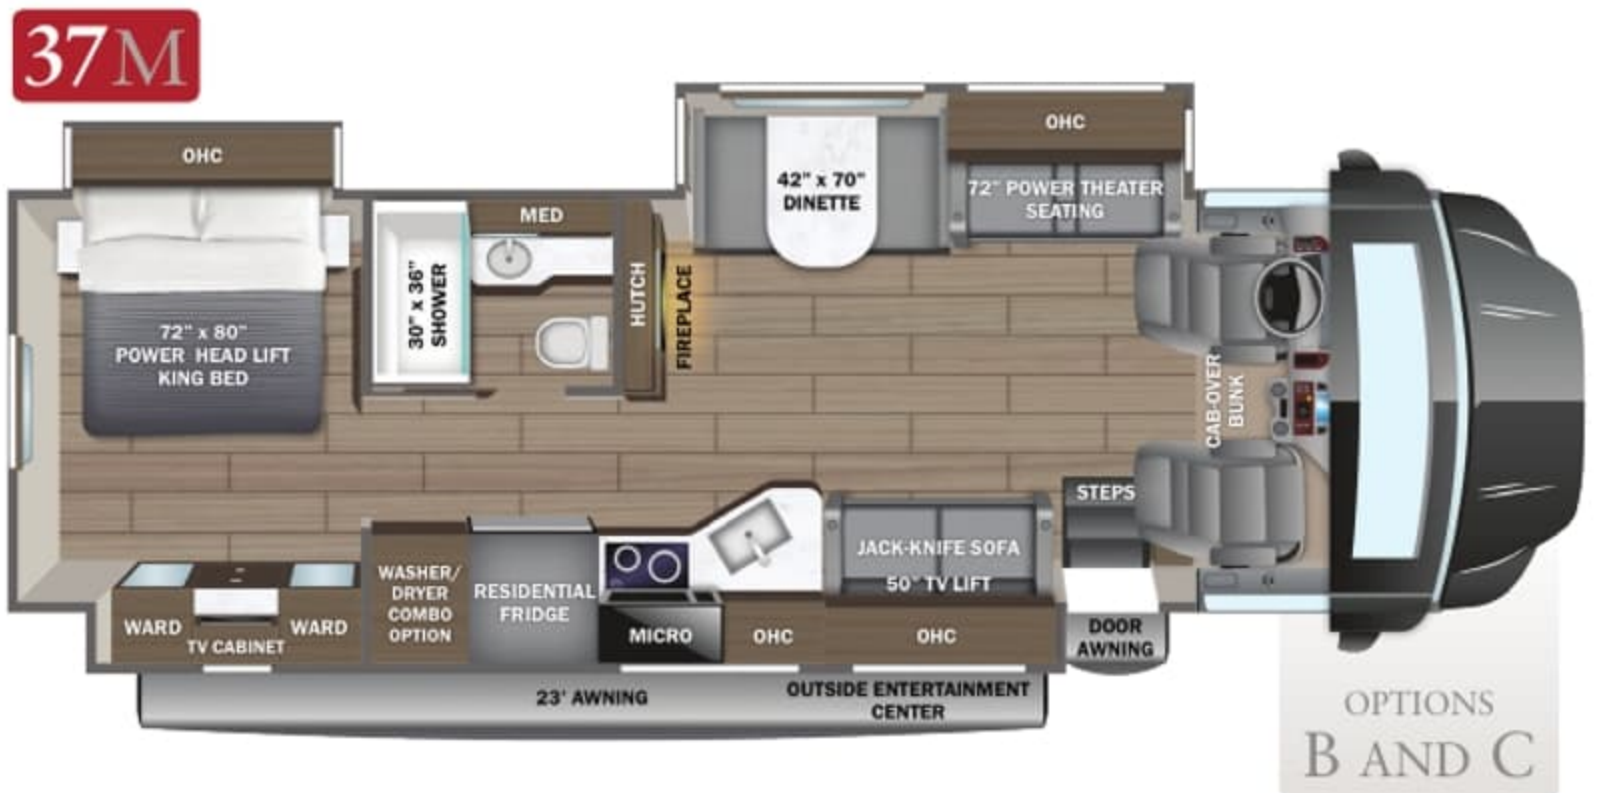 37M
OHC
OHC
72" POWER THEATER
SEATING
42" x 70"
DINETTE
MED
30" x 36"
SHOWER
HUTCH
FIREPLACE
72" x 80"
POWER HEAD LIFT
KING BED
CAB-OVER
BUNK
STEPS
JACK-KNIFE SOFA
50" TV LIFT
WASHER/
DRYER
COMBO
OPTION
RESIDENTIAL
FRIDGE
WARD
TV CABINET
WARD
MICRO
OHC
OHC
DOOR
AWNING
23' AWNING
OUTSIDE ENTERTAINMENT
CENTER
OPTIONS
B AND C